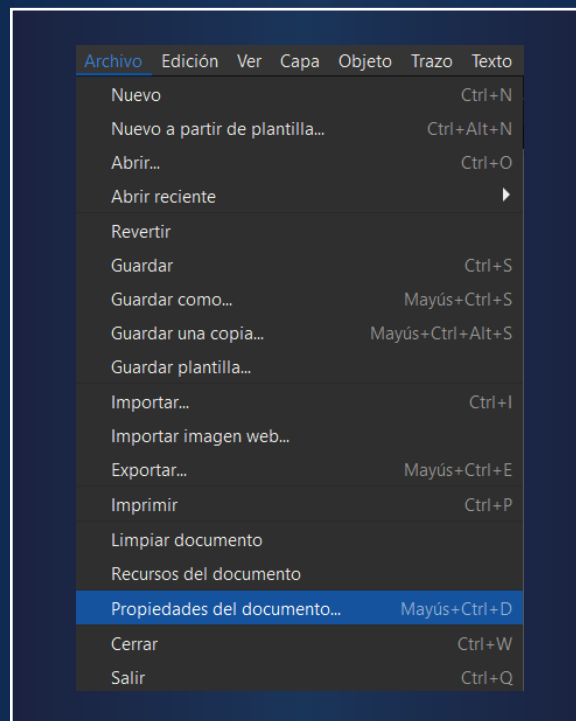 Archivo Edición Ver Capa Objeto Trazo Texto
Nuevo Ctrl+N
Nuevo a partir de plantilla... Ctrl+Alt+N
Abrir... Ctrl+O
Abrir reciente
Revertir
Guardar Ctrl+S
Guardar como... Mayús+Ctrl+S
Guardar una copia... Mayús+Ctrl+Alt+S
Guardar plantilla...
Importar... Ctrl+I
Importar imagen web...
Exportar... Mayús+Ctrl+E
Imprimir Ctrl+P
Limpiar documento
Recursos del documento
Propiedades del documento... Mayús+Ctrl+D
Cerrar Ctrl+W
Salir Ctrl+Q